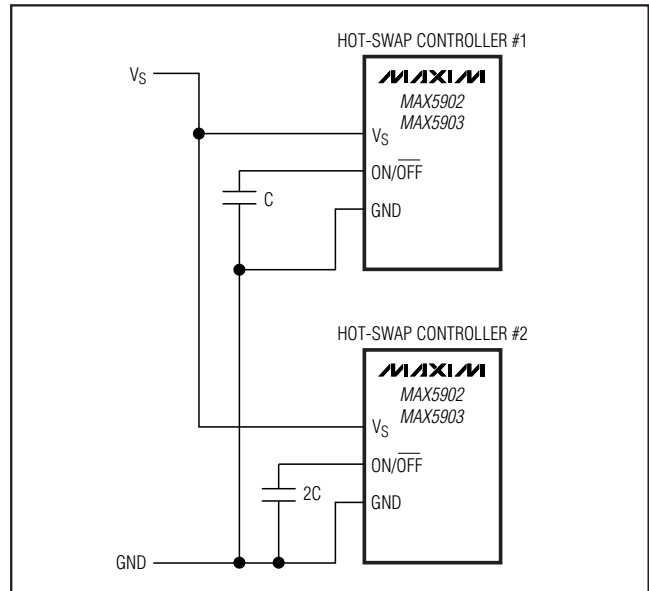 HOT-SWAP CONTROLLER #1
MAXIM
MAX5902
MAX5903
VS
VS
ON/OFF
C
GND
HOT-SWAP CONTROLLER #2
MAXIM
MAX5902
MAX5903
VS
ON/OFF
2C
GND
GND